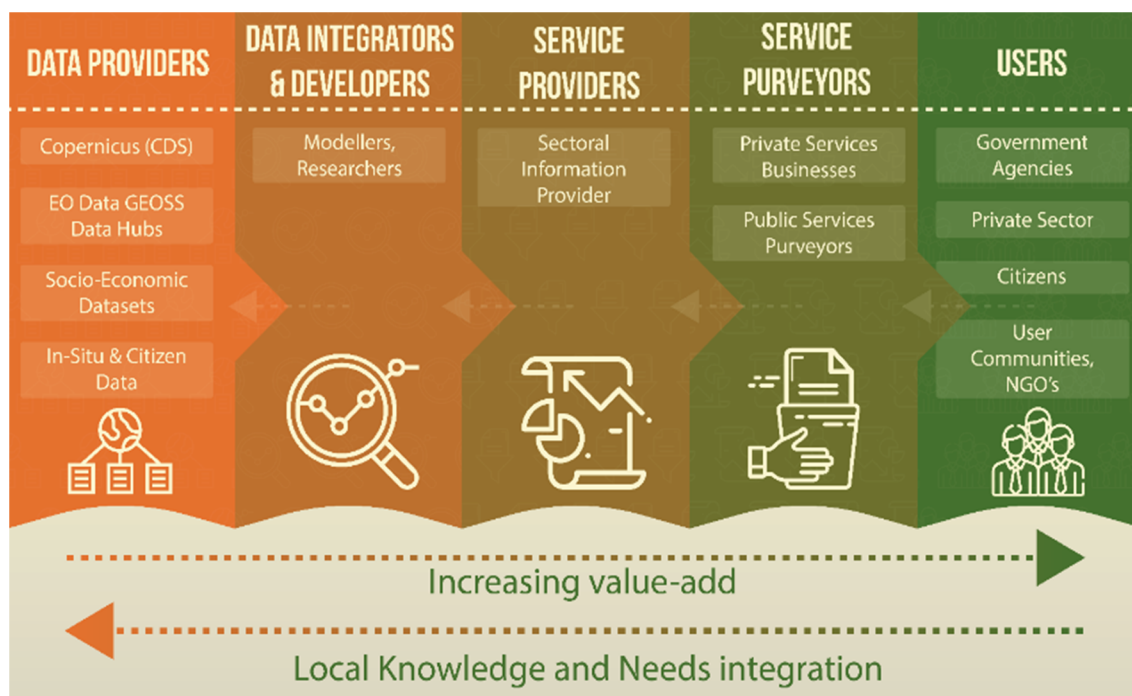 DATA PROVIDERS
Copernicus (CDS)
EO Data GEOSS
Data Hubs
Socio-Economic
Datasets
In-Situ & Citizen
Data
DATA INTEGRATORS
& DEVELOPERS
Modellers,
Researchers
SERVICE
PROVIDERS
Sectoral
Information
Provider
SERVICE
PURVEYORS
Private Services
Businesses
Public Services
Purveyors
USERS
Government
Agencies
Private Sector
Citizens
User
Communities,
NGO's
Increasing value-add
Local Knowledge and Needs integration